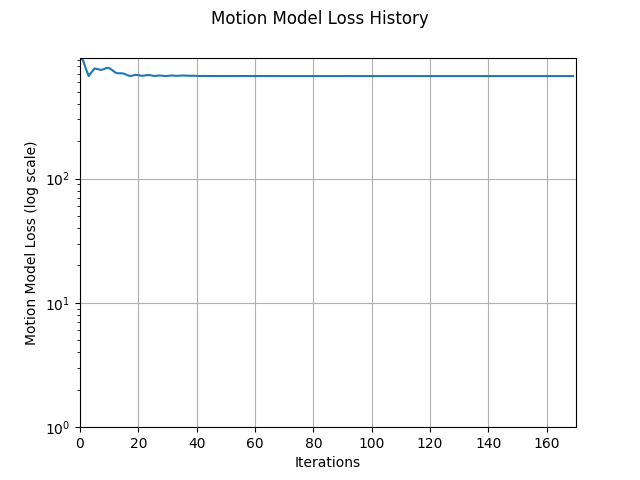 Motion Model Loss History
Motion Model Loss (log scale)
10²
10¹
10⁰
0 20 40 60 80 100 120 140 160
Iterations